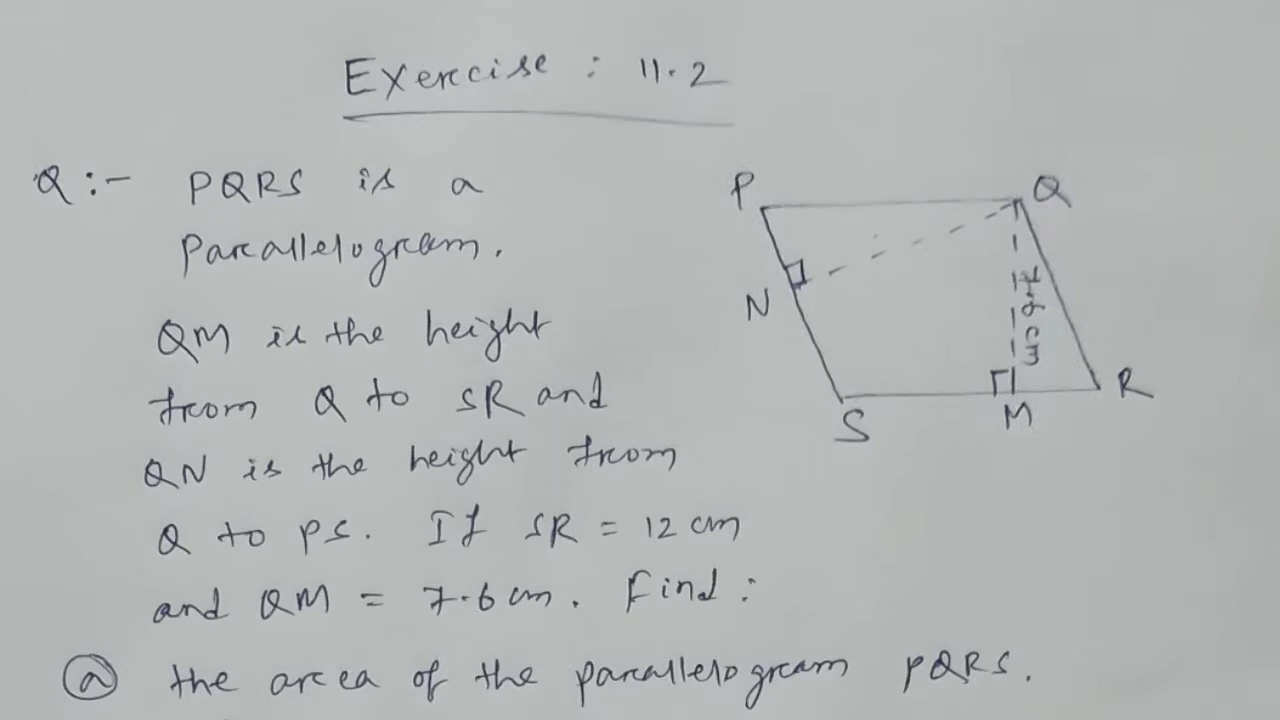 Exercise : 11.2
Q :- PQRS is a
Parallelogram.
QM is the height
from Q to SR and
QN is the height from
Q to PS. If SR = 12 cm
and QM = 7.6 cm. Find :
(a) the area of the parallelogram PQRS.
P
Q
N
7.6 cm
S
M
R